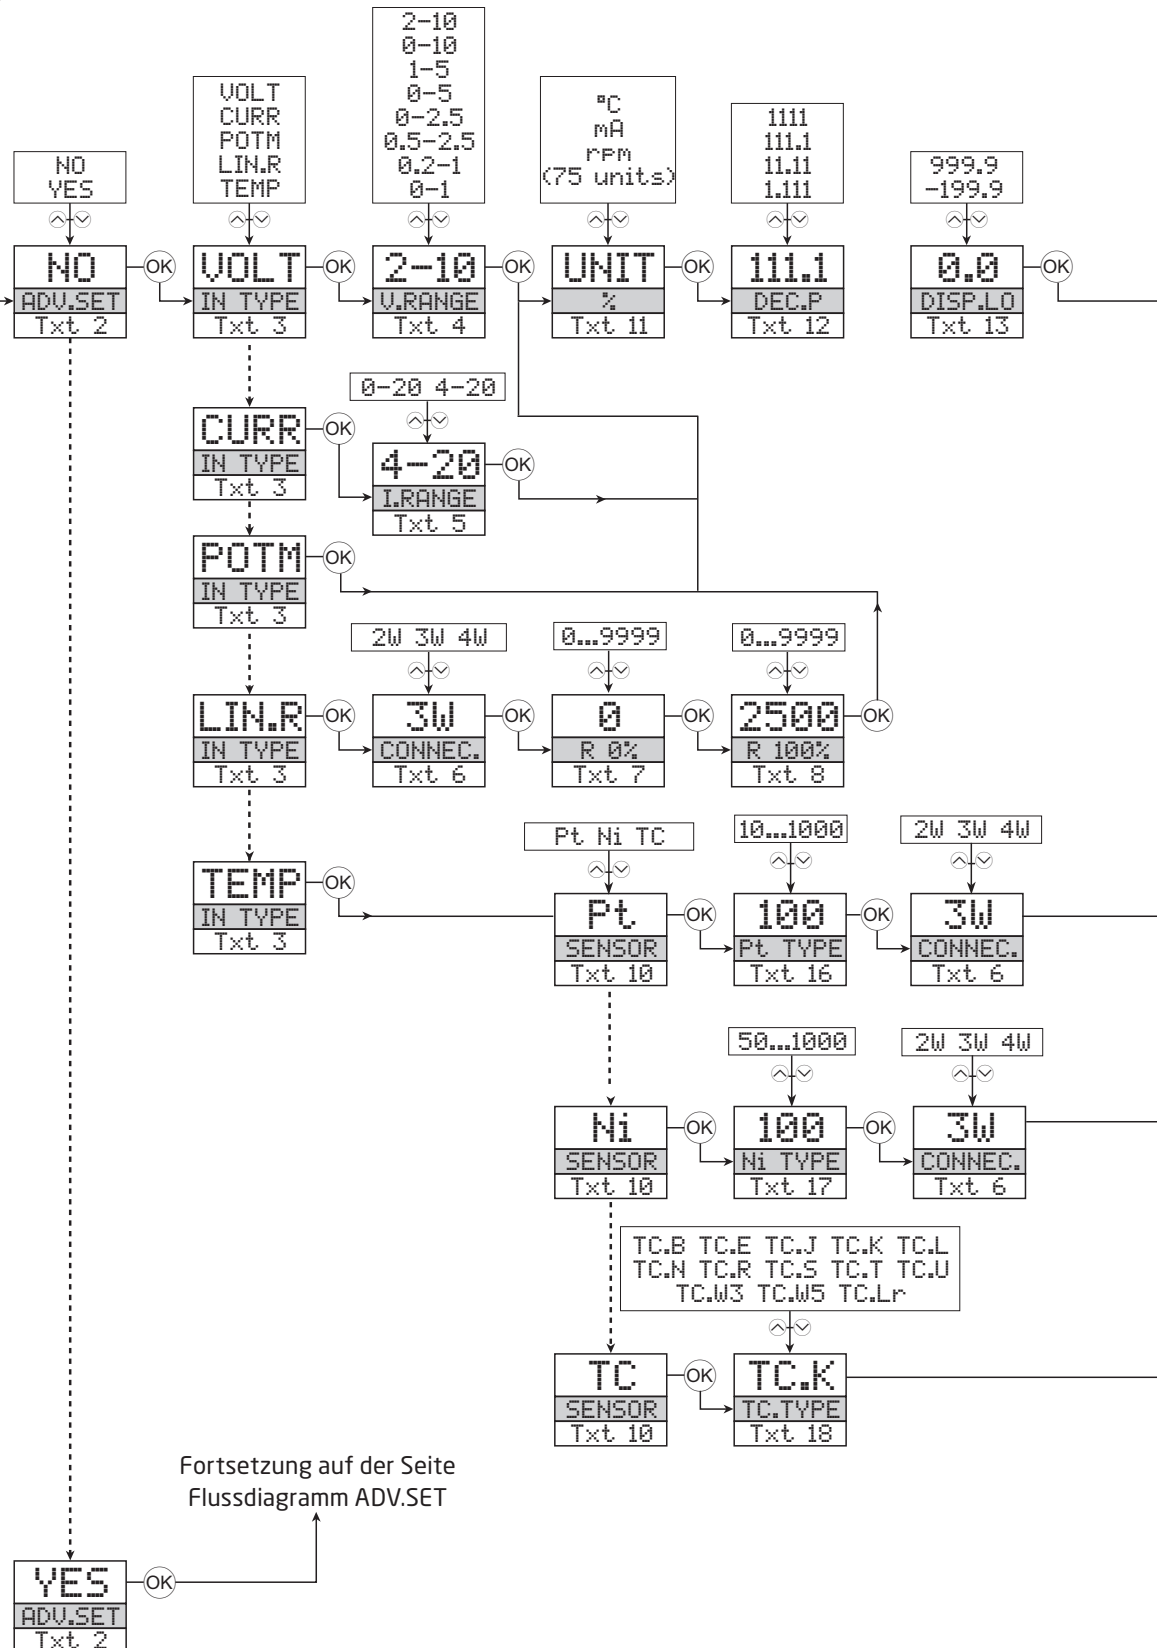 2-10
0-10
1-5
0-5
0-2.5
0.5-2.5
0.2-1
0-1
VOLT
CURR
POTM
LIN.R
TEMP
°C
mA
rpm
(75 units)
1111
111.1
11.11
1.111
NO
YES
999.9
-199.9
NO
ADV.SET
Txt 2
OK
VOLT
IN TYPE
Txt 3
OK
2-10
V.RANGE
Txt 4
OK
UNIT
%
Txt 11
OK
111.1
DEC.P
Txt 12
0.0
DISP.LO
Txt 13
OK
0-20 4-20
CURR
IN TYPE
Txt 3
OK
4-20
I.RANGE
Txt 5
OK
POTM
IN TYPE
Txt 3
OK
2W 3W 4W
0...9999
0...9999
LIN.R
IN TYPE
Txt 3
OK
3W
CONNEC.
Txt 6
OK
0
R 0%
Txt 7
OK
2500
R 100%
Txt 8
OK
Pt Ni TC
10...1000
2W 3W 4W
TEMP
IN TYPE
Txt 3
OK
Pt
SENSOR
Txt 10
OK
100
Pt TYPE
Txt 16
OK
3W
CONNEC.
Txt 6
50...1000
2W 3W 4W
Ni
SENSOR
Txt 10
OK
100
Ni TYPE
Txt 17
OK
3W
CONNEC.
Txt 6
TC.B TC.E TC.J TC.K TC.L
TC.N TC.R TC.S TC.T TC.U
TC.W3 TC.W5 TC.Lr
TC
SENSOR
Txt 10
OK
TC.K
TC.TYPE
Txt 18
Fortsetzung auf der Seite
Flussdiagramm ADV.SET
YES
ADV.SET
Txt 2
OK